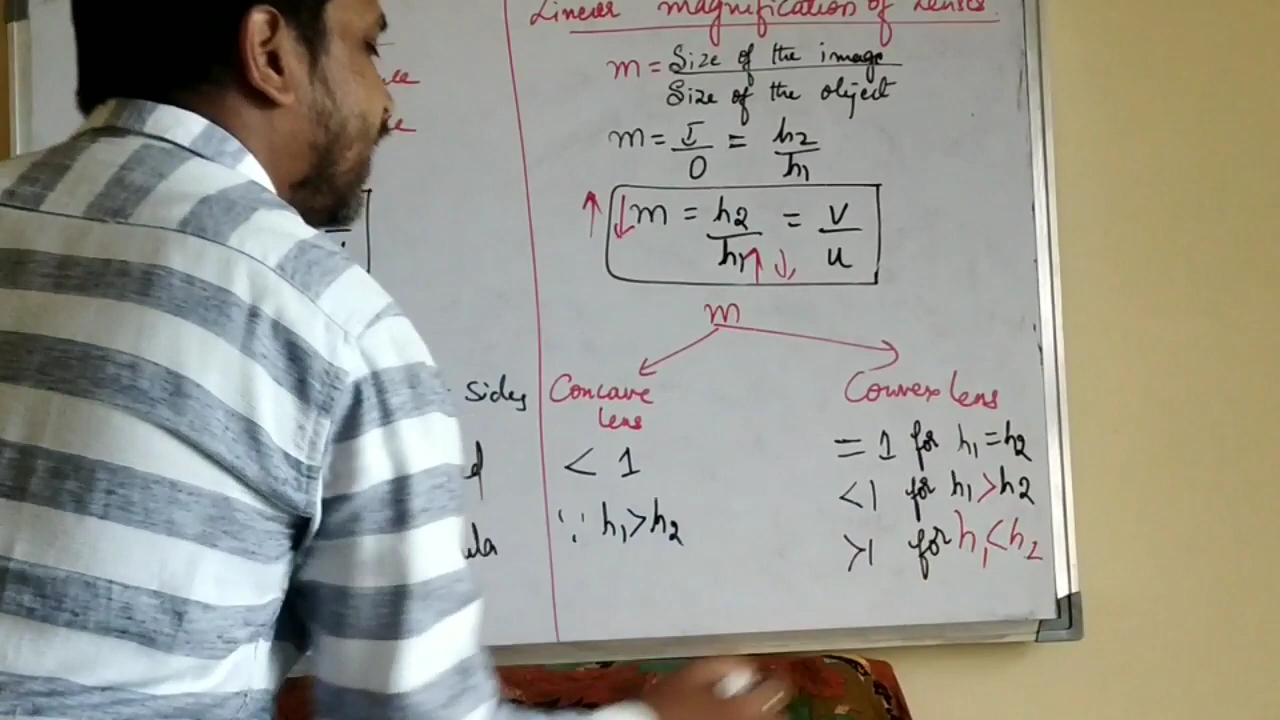 Linear magnification of Lenses.
m = Size of the image
Size of the object
m = I/O = h2/h1
↑ ↓ m = h2/h1 ↑ ↓ = v/u
m
Concave
lens
< 1
∵ h1>h2
Convex lens
= 1 for h1=h2
<1 for h1>h2
>1 for h1<h2
sides